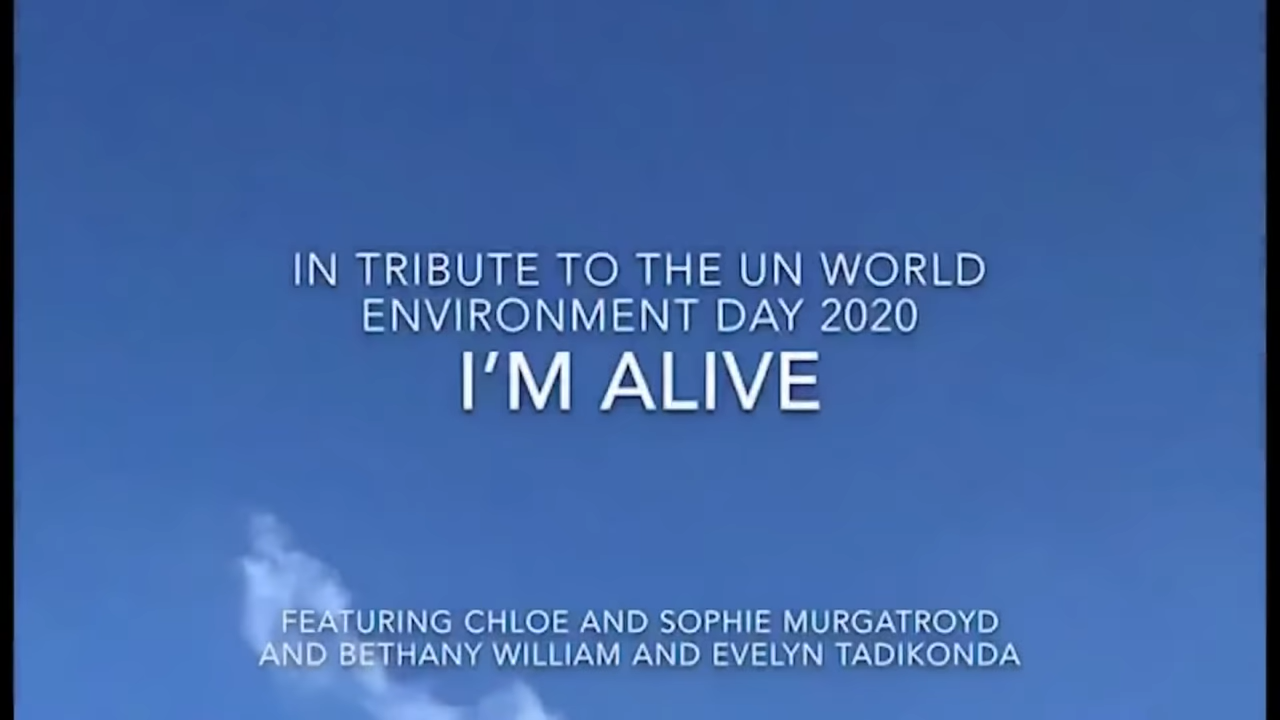 IN TRIBUTE TO THE UN WORLD
ENVIRONMENT DAY 2020
I'M ALIVE
FEATURING CHLOE AND SOPHIE MURGATROYD
AND BETHANY WILLIAM AND EVELYN TADIKONDA